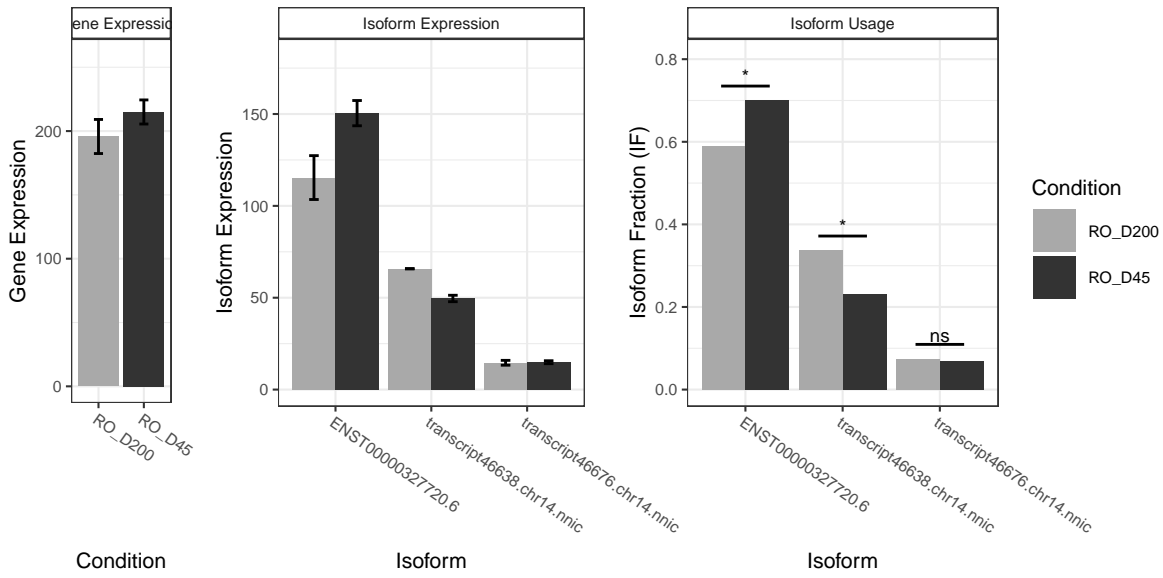 ene Expressio
Gene Expression
200
100
0
RO_D200
RO_D45
Condition
Isoform Expression
Isoform Expression
150
100
50
0
ENST00000327720.6
transcript46638.chr14.nnic
transcript46676.chr14.nnic
Isoform
Isoform Usage
Isoform Fraction (IF)
0.8
0.6
0.4
0.2
0.0
*
*
ns
ENST00000327720.6
transcript46638.chr14.nnic
transcript46676.chr14.nnic
Isoform
Condition
RO_D200
RO_D45